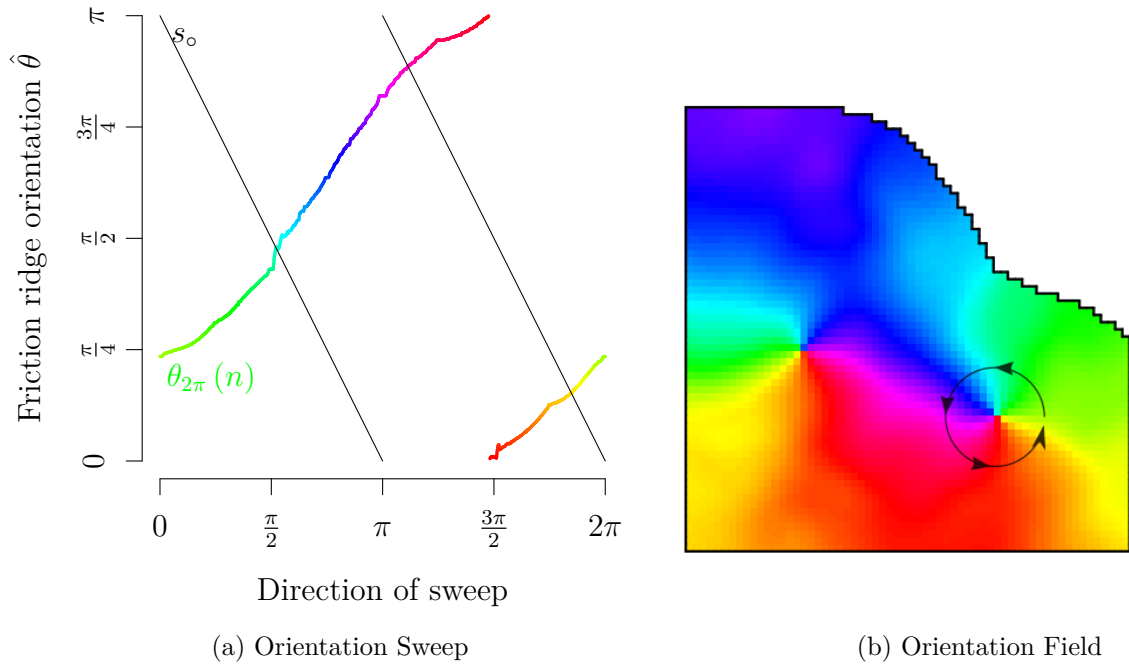 Friction ridge orientation θ̂
π
3π/4
π/2
π/4
0
s∘
θ2π (n)
0
π/2
π
3π/2
2π
Direction of sweep
(a) Orientation Sweep
(b) Orientation Field